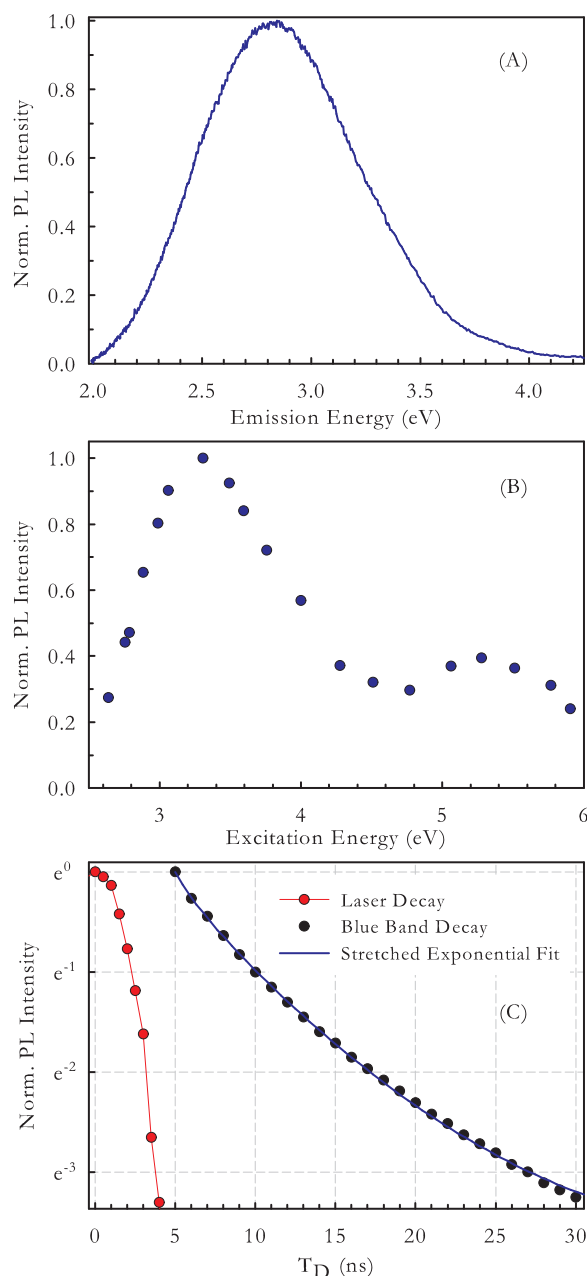 (A)
Norm. PL Intensity
1.0
0.8
0.6
0.4
0.2
0.0
2.0 2.5 3.0 3.5 4.0
Emission Energy (eV)
(B)
Norm. PL Intensity
1.0
0.8
0.6
0.4
0.2
0.0
3 4 5 6
Excitation Energy (eV)
Norm. PL Intensity
e0
e-1
e-2
e-3
Laser Decay
Blue Band Decay
Stretched Exponential Fit
(C)
0 5 10 15 20 25 30
TD (ns)